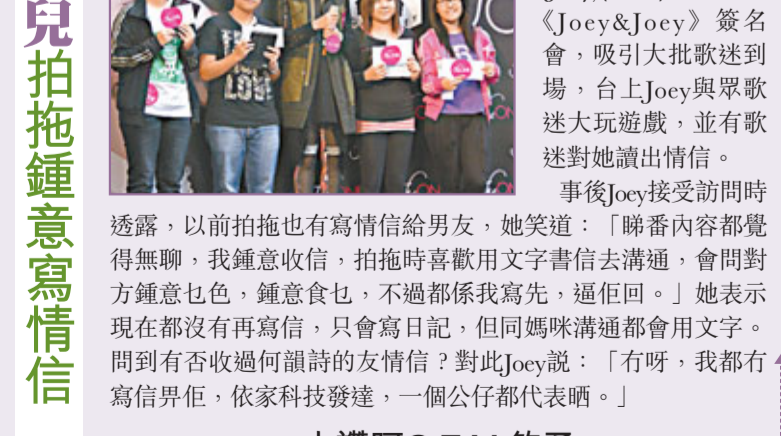 兒拍拖鍾意寫情信
《Joey&Joey》簽名
會，吸引大批歌迷到
場，台上Joey與眾歌
迷大玩遊戲，並有歌
迷對她讀出情信。
事後Joey接受訪問時
透露，以前拍拖也有寫情信給男友，她笑道：「睇番內容都覺
得無聊，我鍾意收信，拍拖時喜歡用文字書信去溝通，會問對
方鍾意乜色，鍾意食乜，不過都係我寫先，逼佢回。」她表示
現在都沒有再寫信，只會寫日記，但同媽咪溝通都會用文字。
問到有否收過何韻詩的友情信？對此Joey説：「冇呀，我都冇
寫信畀佢，依家科技發達，一個公仔都代表晒。」